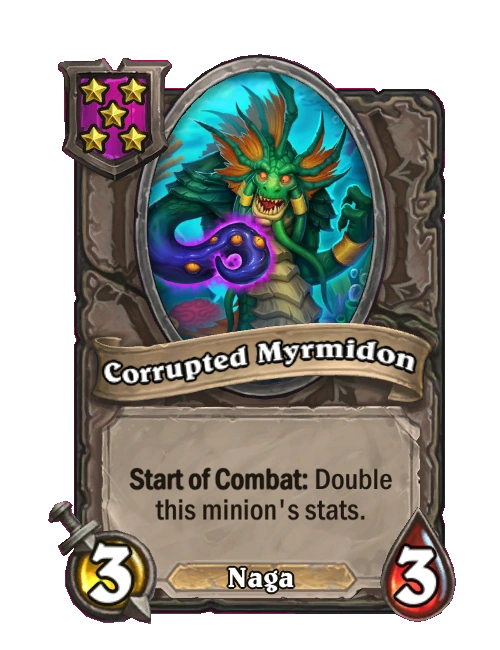 Corrupted Myrmidon
Start of Combat: Double
this minion's stats.
3
Naga
3